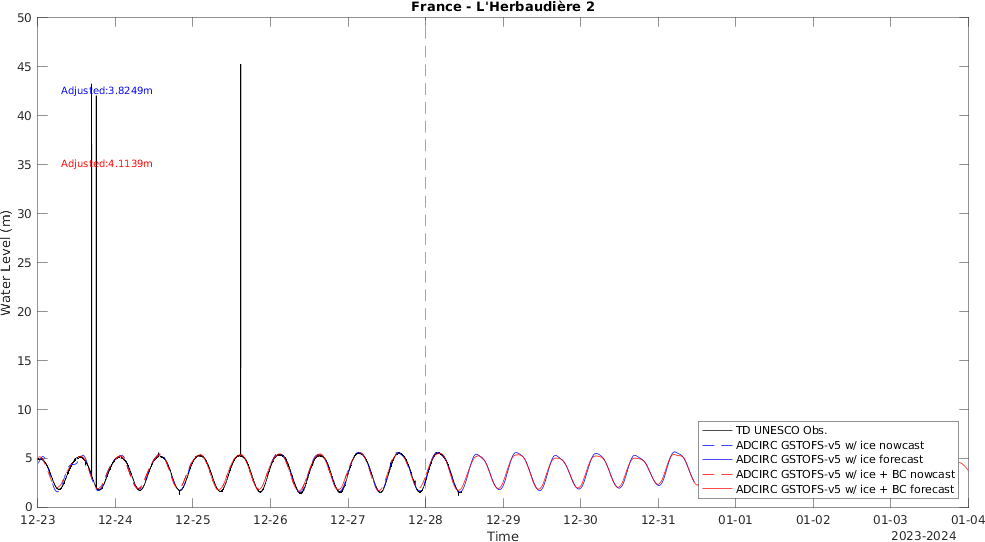 France - L'Herbaudière 2
50
45
40
35
30
25
20
15
10
5
0
Water Level (m)
Adjusted:3.8249m
Adjusted:4.1139m
TD UNESCO Obs.
ADCIRC GSTOFS-v5 w/ ice nowcast
ADCIRC GSTOFS-v5 w/ ice forecast
ADCIRC GSTOFS-v5 w/ ice + BC nowcast
ADCIRC GSTOFS-v5 w/ ice + BC forecast
12-23 12-24 12-25 12-26 12-27 12-28 12-29 12-30 12-31 01-01 01-02 01-03 01-04
Time
2023-2024